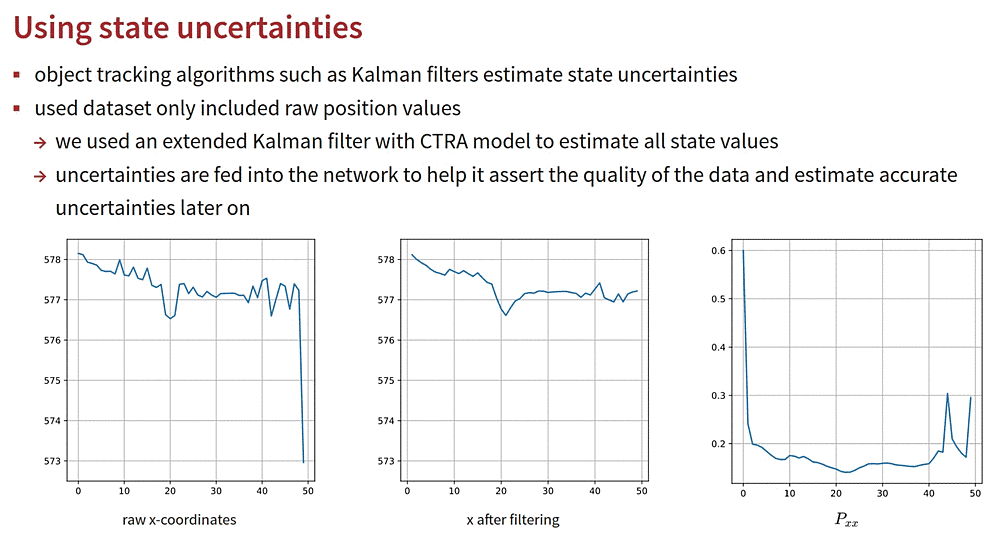 Using state uncertainties
▪ object tracking algorithms such as Kalman filters estimate state uncertainties
▪ used dataset only included raw position values
→ we used an extended Kalman filter with CTRA model to estimate all state values
→ uncertainties are fed into the network to help it assert the quality of the data and estimate accurate
uncertainties later on
578
577
576
575
574
573
0 10 20 30 40 50
raw x-coordinates
578
577
576
575
574
573
0 10 20 30 40 50
x after filtering
0.6
0.5
0.4
0.3
0.2
0 10 20 30 40 50
Pxx